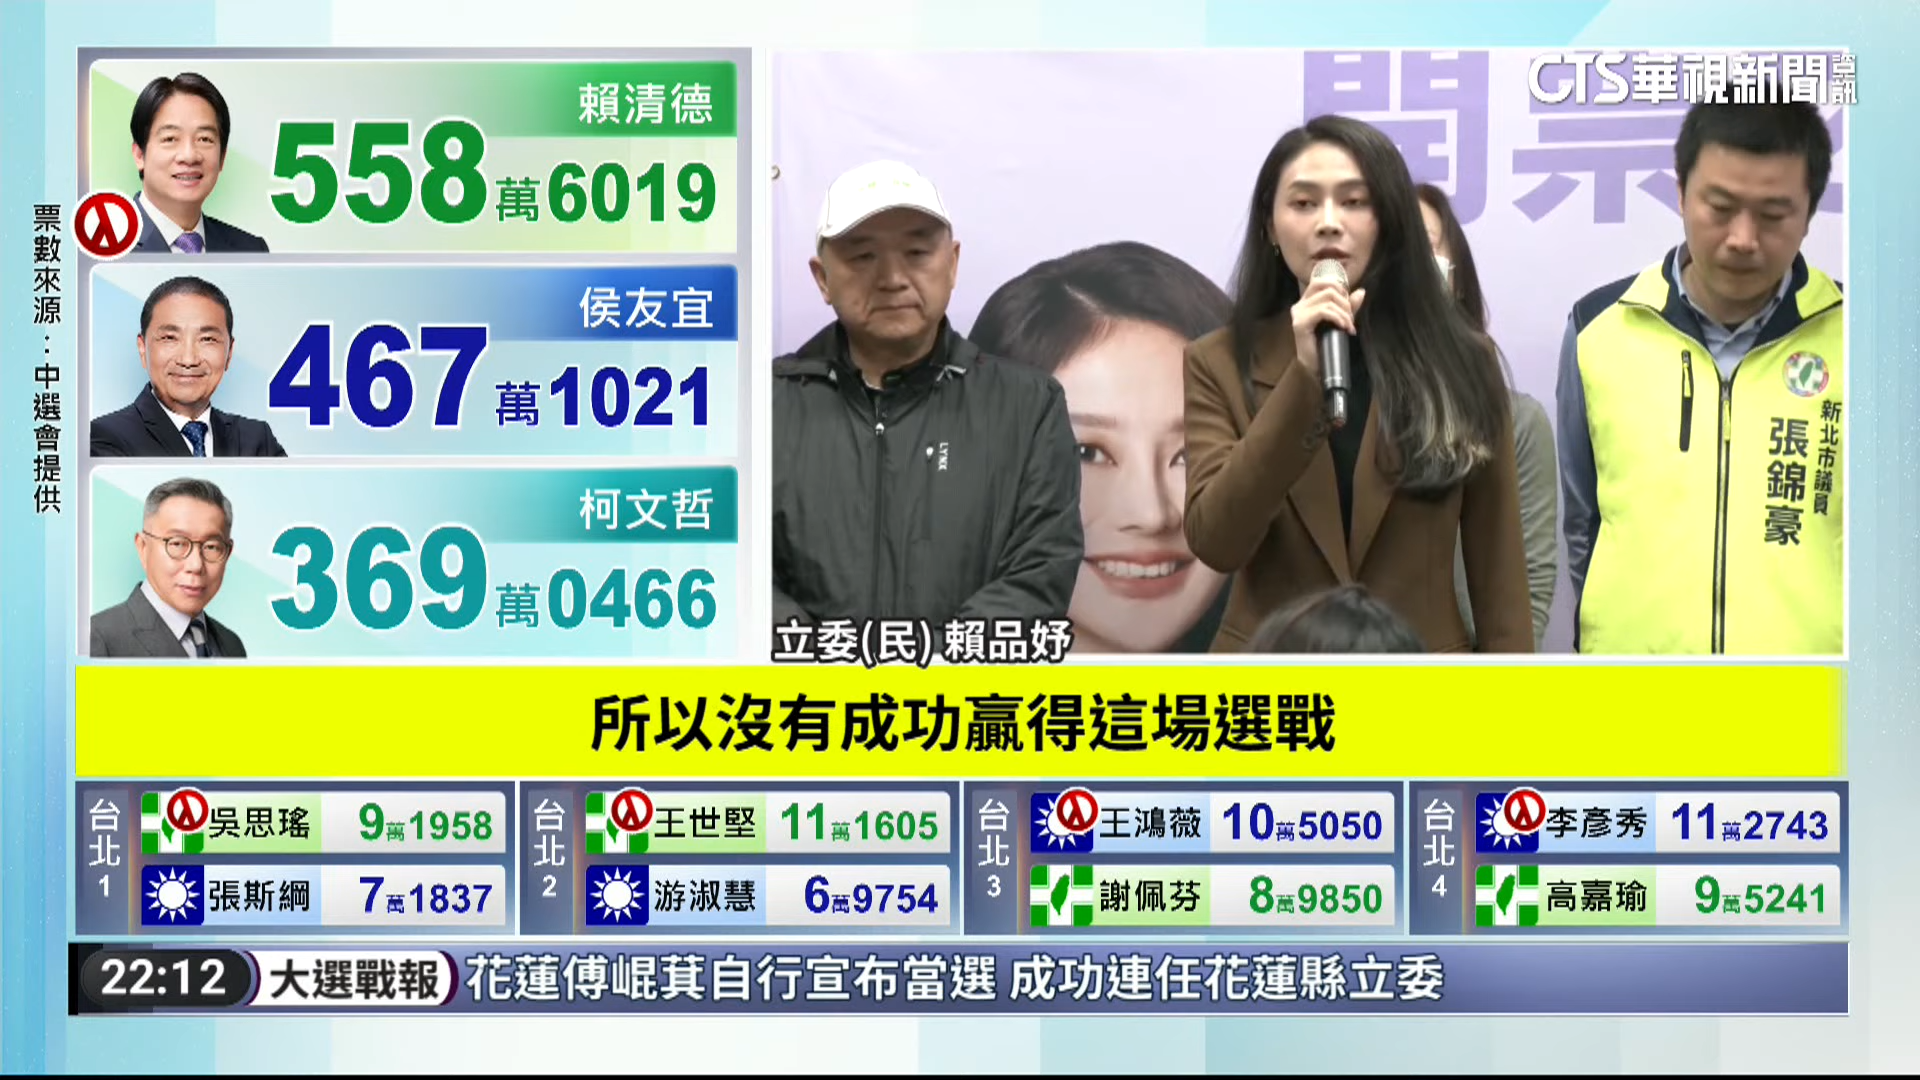 CTS華視新聞資訊
票數來源：中選會提供
賴清德
558萬6019
侯友宜
467萬1021
柯文哲
369萬0466
開票
LYNX
新北市議員
張錦豪
立委(民) 賴品妤
所以沒有成功贏得這場選戰
台北1
吳思瑤 9萬1958
張斯綱 7萬1837
台北2
王世堅 11萬1605
游淑慧 6萬9754
台北3
王鴻薇 10萬5050
謝佩芬 8萬9850
台北4
李彥秀 11萬2743
高嘉瑜 9萬5241
22:12 大選戰報 花蓮傅崐萁自行宣布當選 成功連任花蓮縣立委